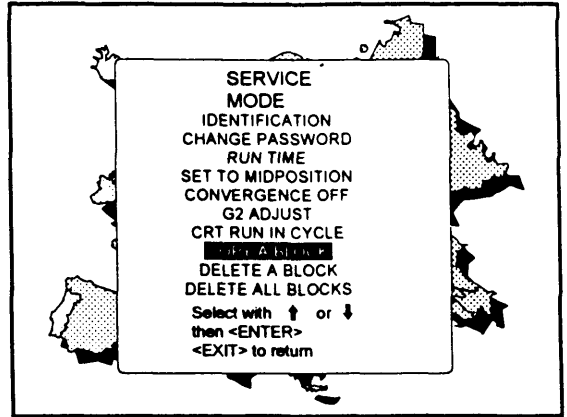 SERVICE
MODE
IDENTIFICATION
CHANGE PASSWORD
RUN TIME
SET TO MIDPOSITION
CONVERGENCE OFF
G2 ADJUST
CRT RUN IN CYCLE
A BLOCK
DELETE A BLOCK
DELETE ALL BLOCKS
Select with ⬆ or ⬇
then <ENTER>
<EXIT> to return